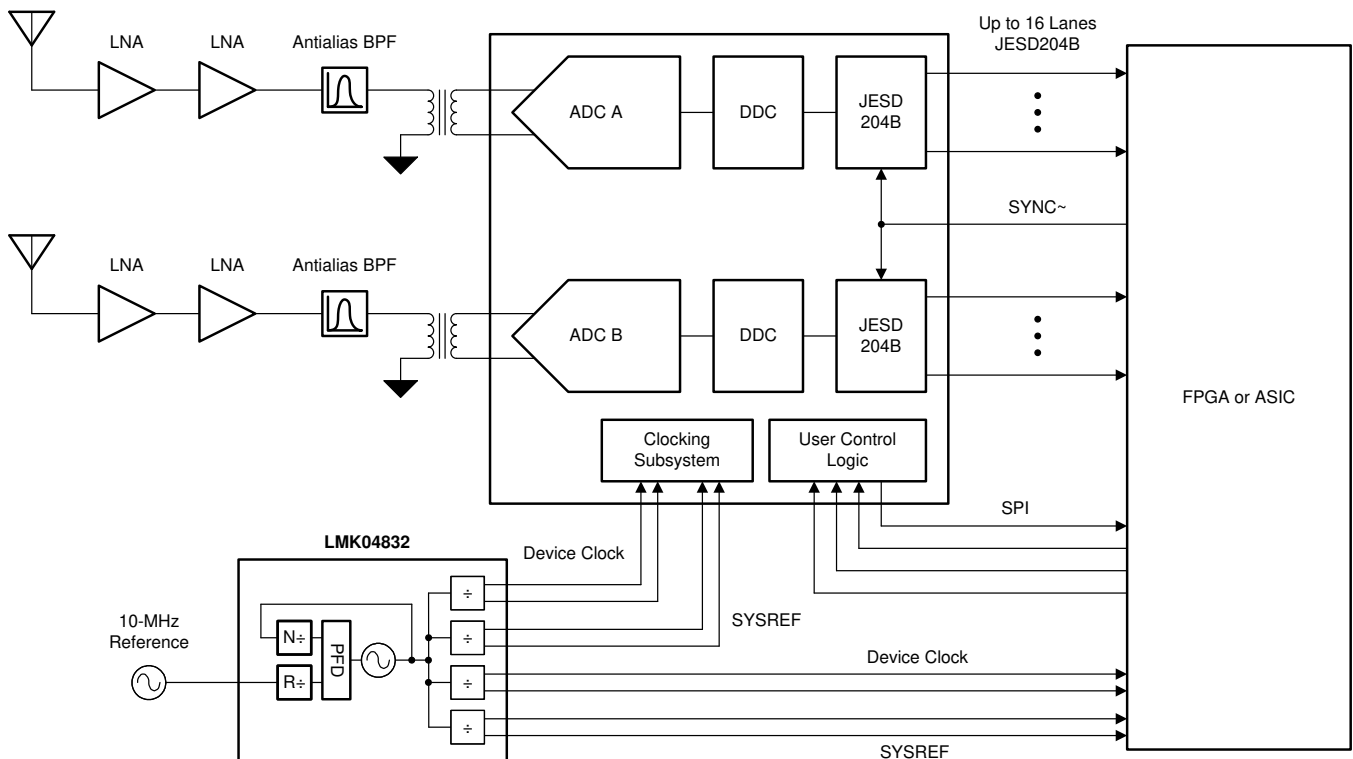 LNA
LNA
Antialias BPF
ADC A
DDC
JESD
204B
Up to 16 Lanes
JESD204B
SYNC~
LNA
LNA
Antialias BPF
ADC B
DDC
JESD
204B
FPGA or ASIC
Clocking
Subsystem
User Control
Logic
SPI
LMK04832
Device Clock
10-MHz
Reference
N÷
R÷
PFD
÷
÷
÷
÷
SYSREF
Device Clock
SYSREF